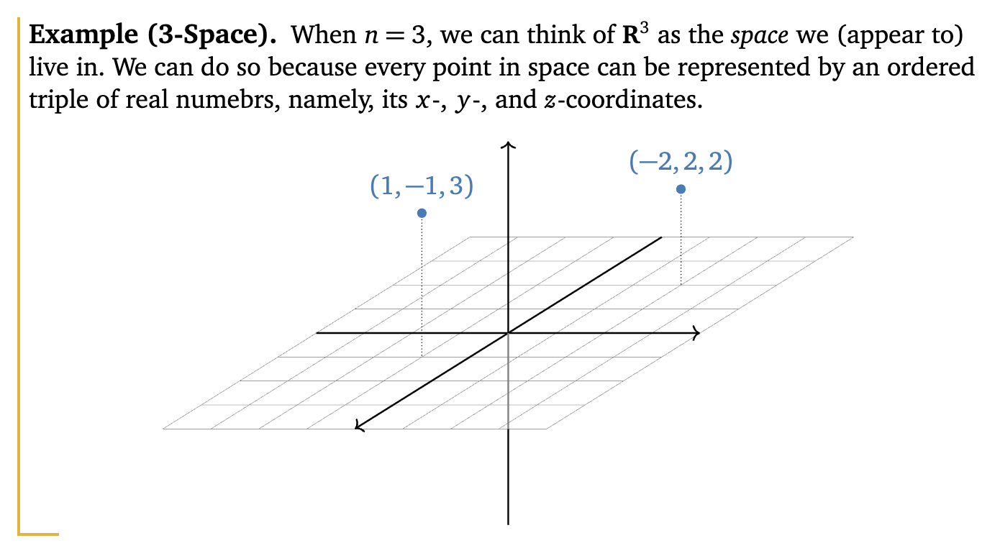 Example (3-Space). When n = 3, we can think of R³ as the space we (appear to)
live in. We can do so because every point in space can be represented by an ordered
triple of real numebrs, namely, its x-, y-, and z-coordinates.
(−2, 2, 2)
(1, −1, 3)